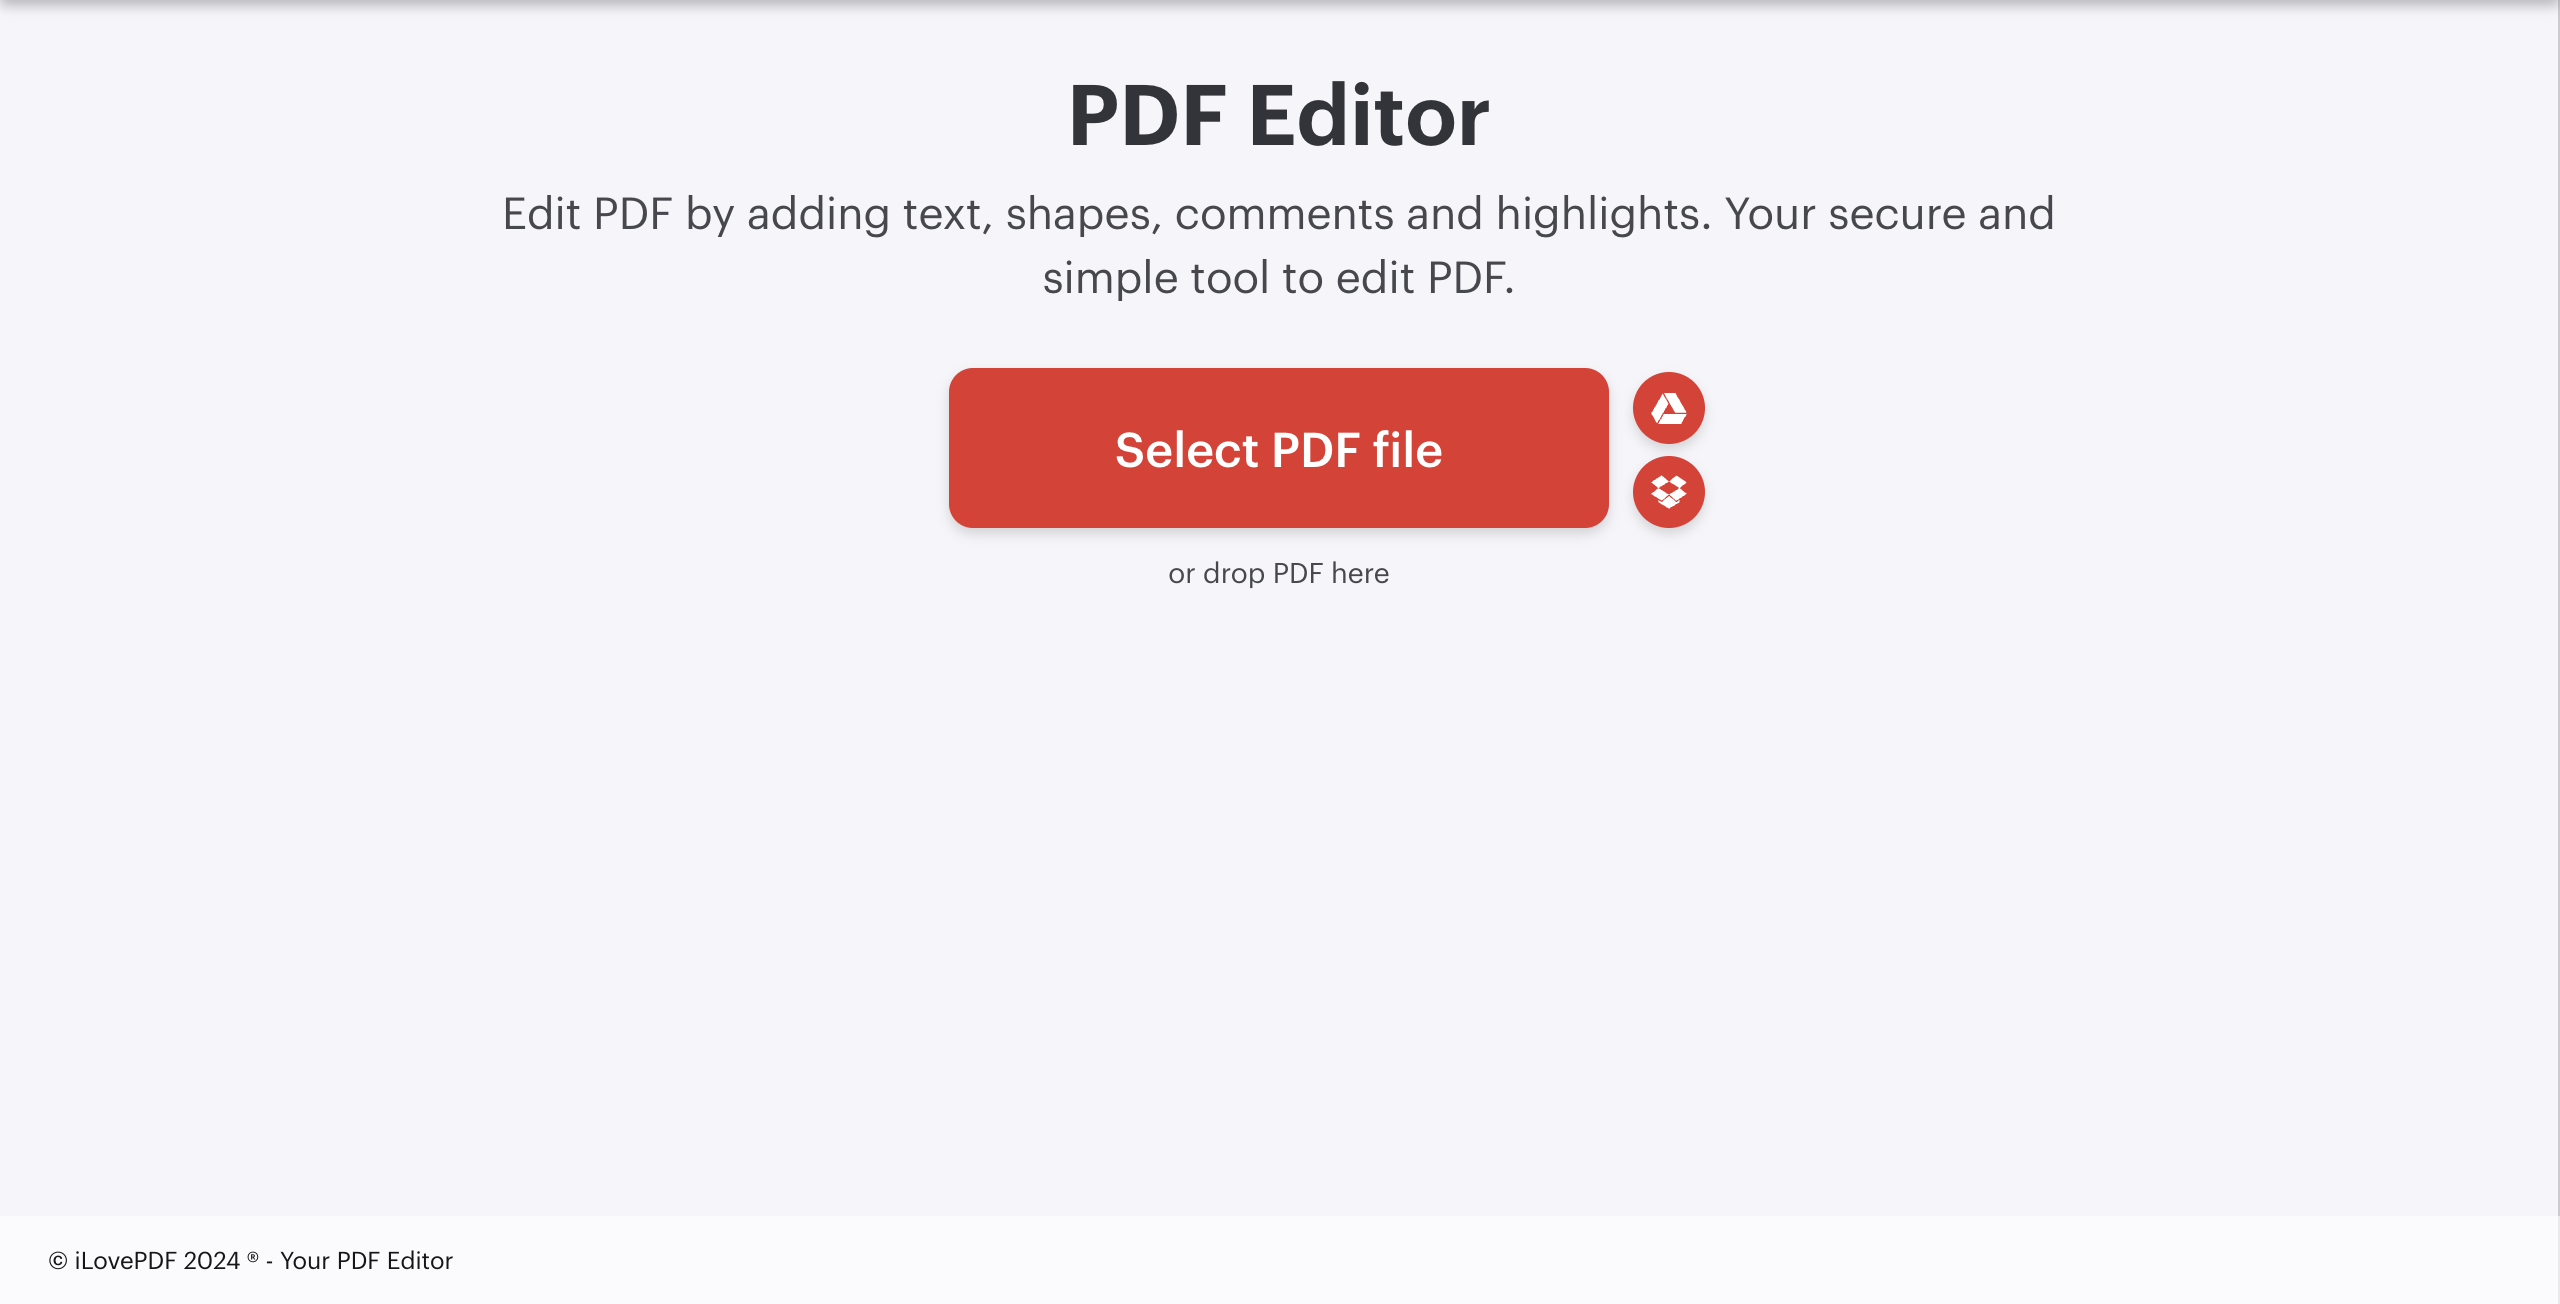 PDF Editor
Edit PDF by adding text, shapes, comments and highlights. Your secure and
simple tool to edit PDF.
Select PDF file
or drop PDF here
© iLovePDF 2024 ® - Your PDF Editor